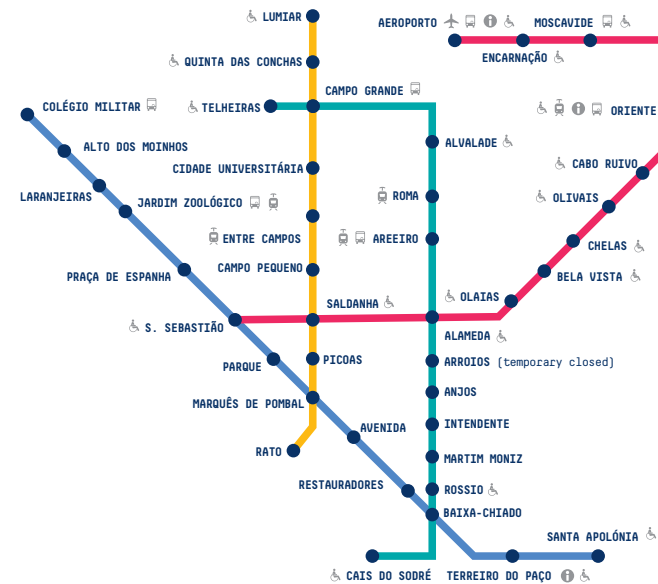 LUMIAR
AEROPORTO
MOSCAVIDE
QUINTA DAS CONCHAS
ENCARNAÇÃO
CAMPO GRANDE
COLÉGIO MILITAR
TELHEIRAS
ORIENTE
ALTO DOS MOINHOS
ALVALADE
CIDADE UNIVERSITÁRIA
CABO RUIVO
LARANJEIRAS
JARDIM ZOOLÓGICO
ROMA
OLIVAIS
ENTRE CAMPOS
AREEIRO
CHELAS
PRAÇA DE ESPANHA
CAMPO PEQUENO
BELA VISTA
SALDANHA
OLAIAS
S. SEBASTIÃO
ALAMEDA
PARQUE
PICOAS
ARROIOS (temporary closed)
MARQUÊS DE POMBAL
ANJOS
AVENIDA
INTENDENTE
RATO
MARTIM MONIZ
RESTAURADORES
ROSSIO
BAIXA-CHIADO
SANTA APOLÓNIA
CAIS DO SODRÉ
TERREIRO DO PAÇO